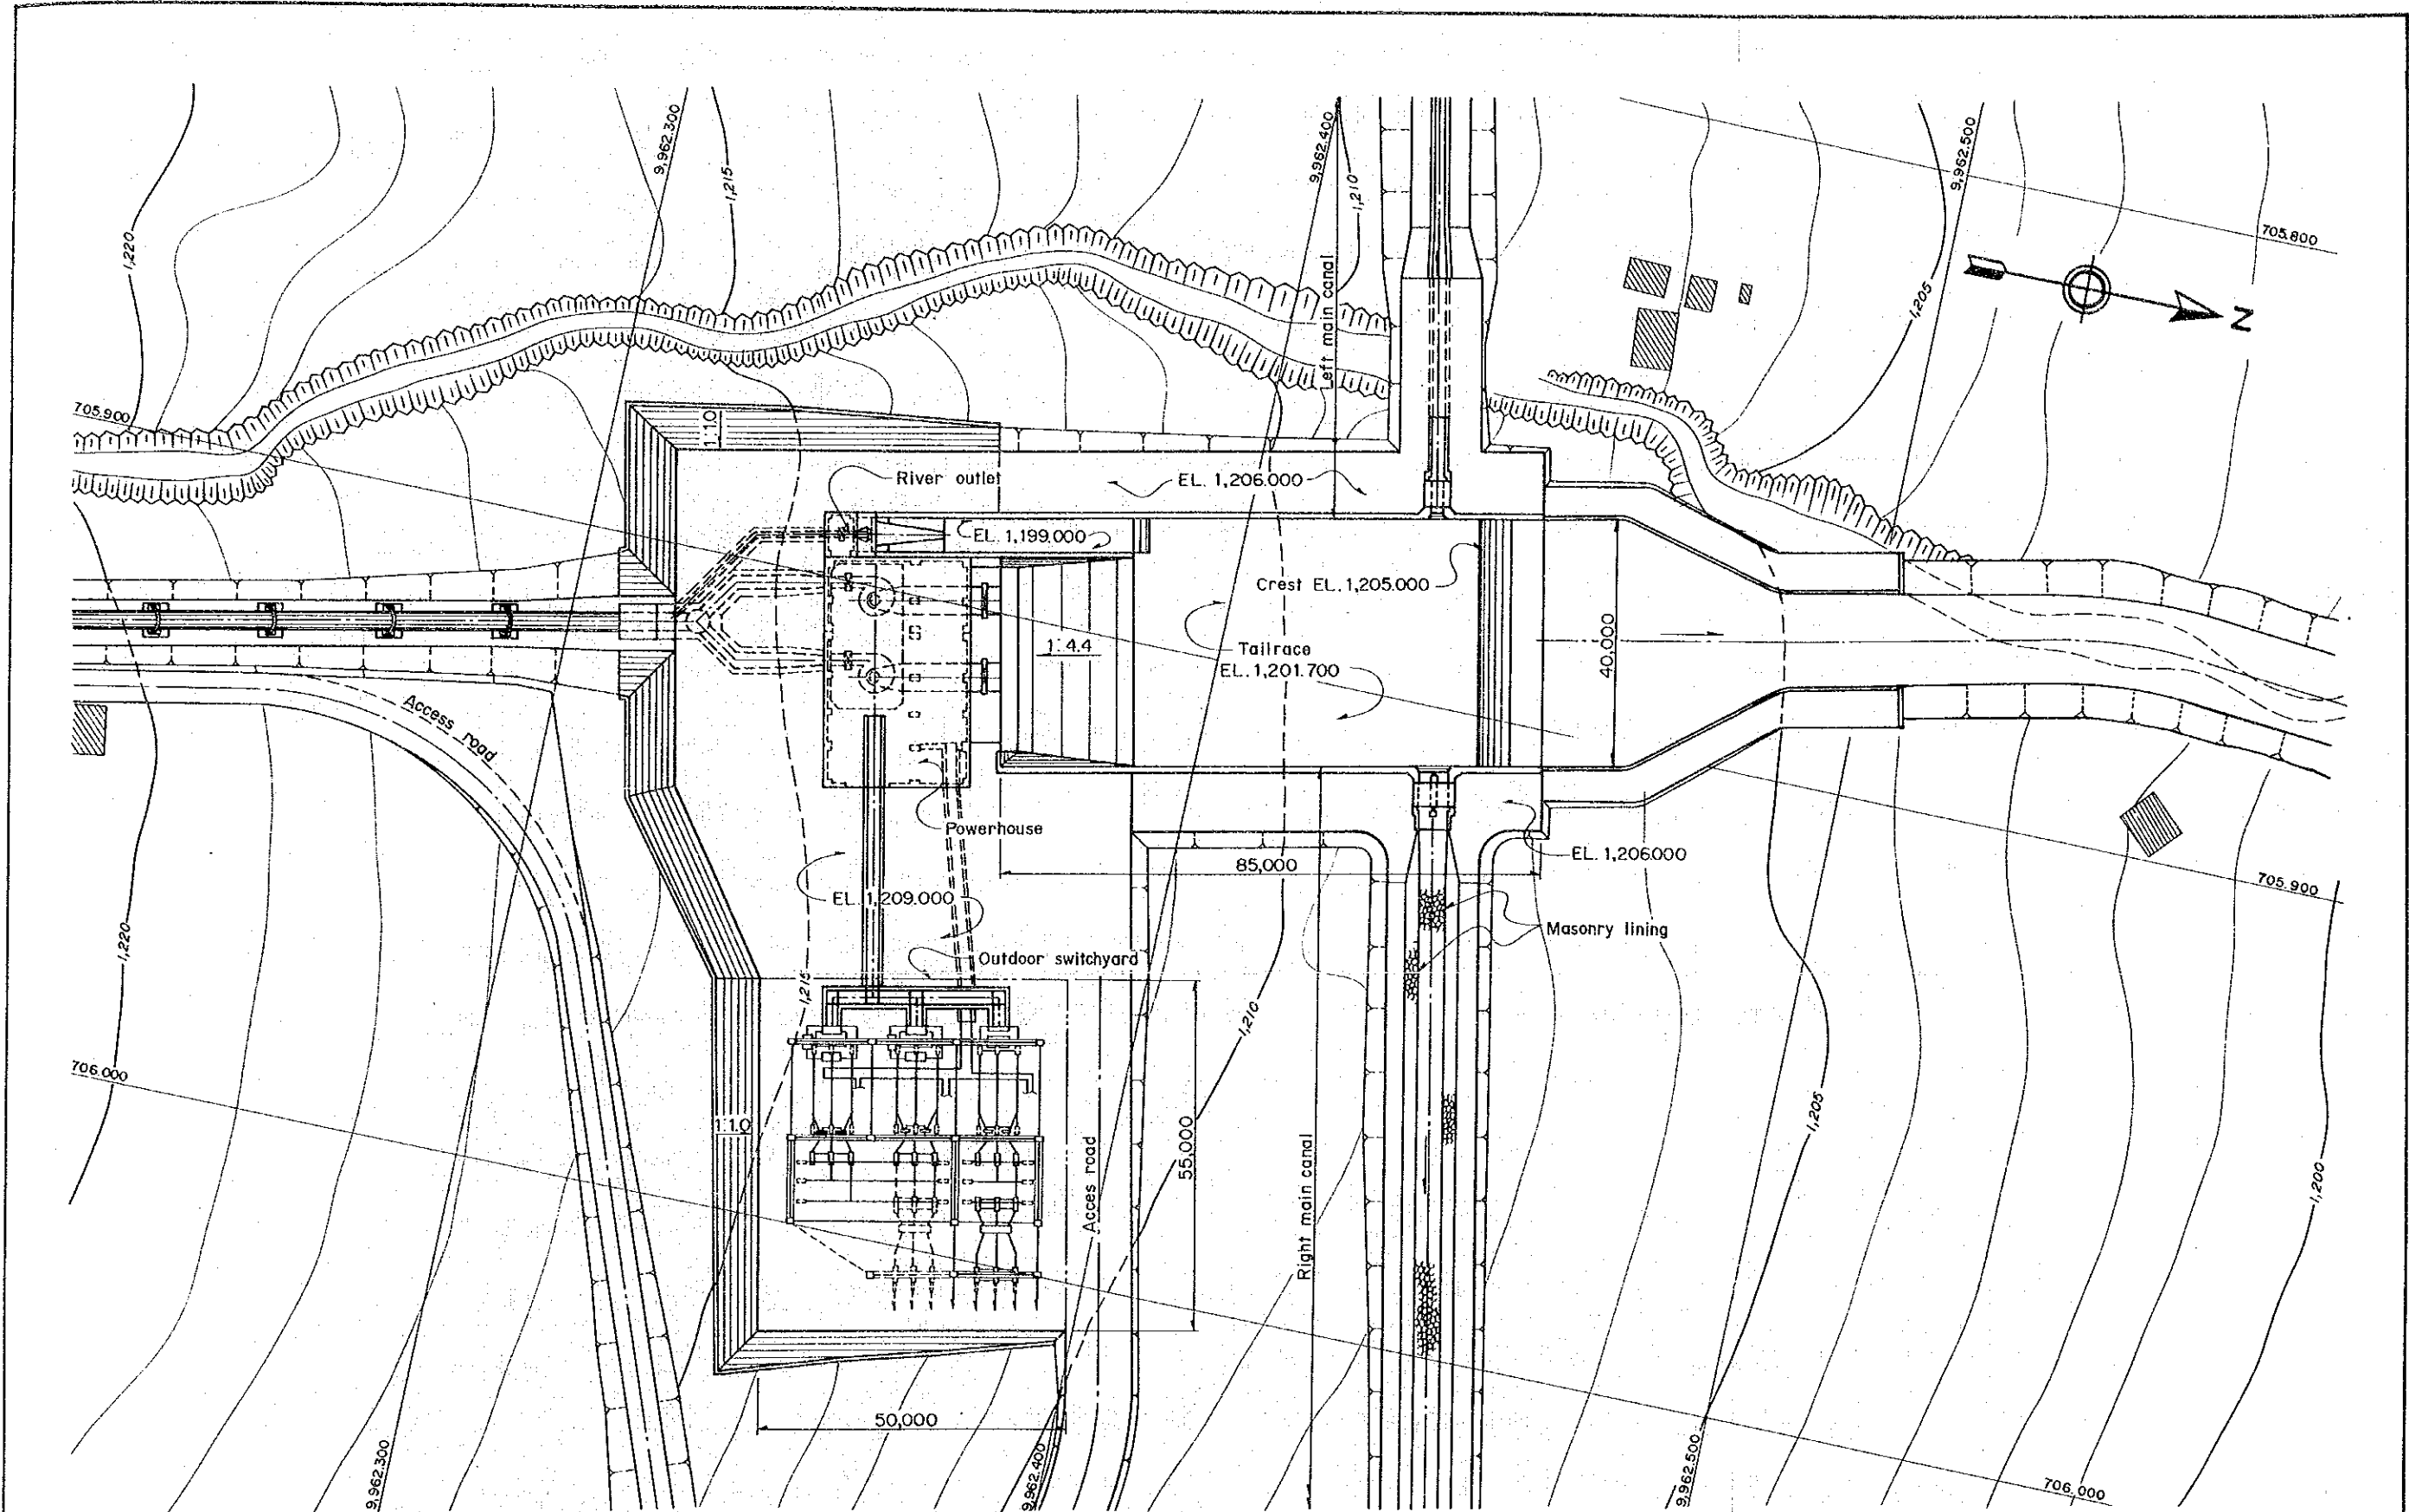 9,962.300
9,962.400
9,962.500
1,215
1,210
705.800
1,220
1,205
N
Left main canal
705.900
1:1.0
River outlet
EL. 1,206.000
EL. 1,199.000
Crest EL. 1,205.000
1:4.4
Tailrace
EL. 1,201.700
40,000
Access road
Powerhouse
EL. 1,206.000
85,000
705.900
EL. 1,209.000
Masonry lining
1,220
Outdoor switchyard
1,215
1,210
706.000
1:1.0
1,205
55,000
Acces road
Right main canal
1,200
50,000
9,962.300
9,962.400
9,962.500
706.000